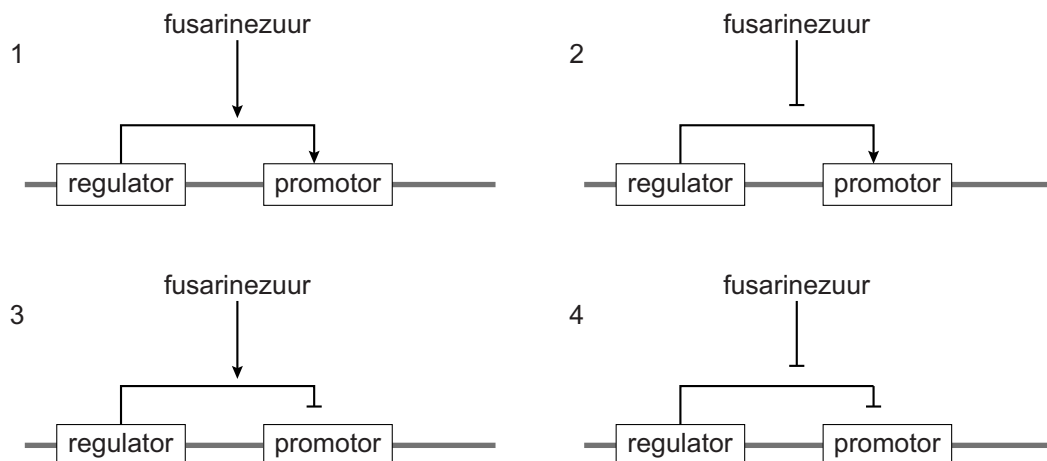 1
fusarinezuur
regulator
promotor
2
fusarinezuur
regulator
promotor
3
fusarinezuur
regulator
promotor
4
fusarinezuur
regulator
promotor